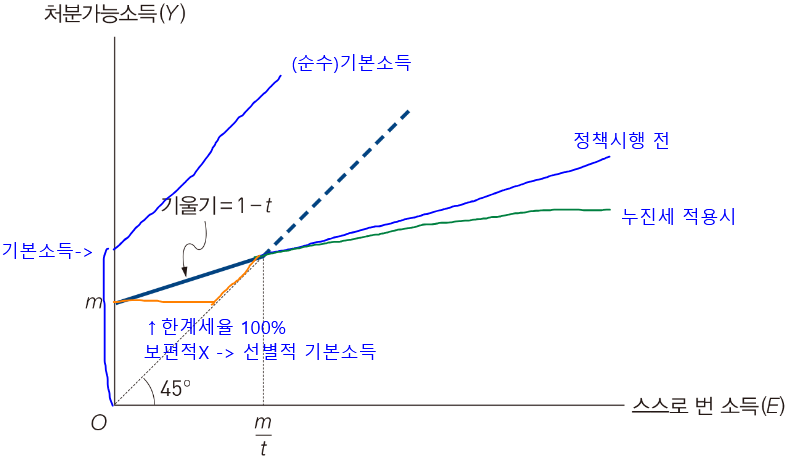 처분가능소득(Y)
(순수)기본소득
정책시행 전
기울기=1-t
누진세 적용시
기본소득->
m
↑한계세율 100%
보편적X -> 선별적 기본소득
45°
스스로 번 소득(E)
O
m
t